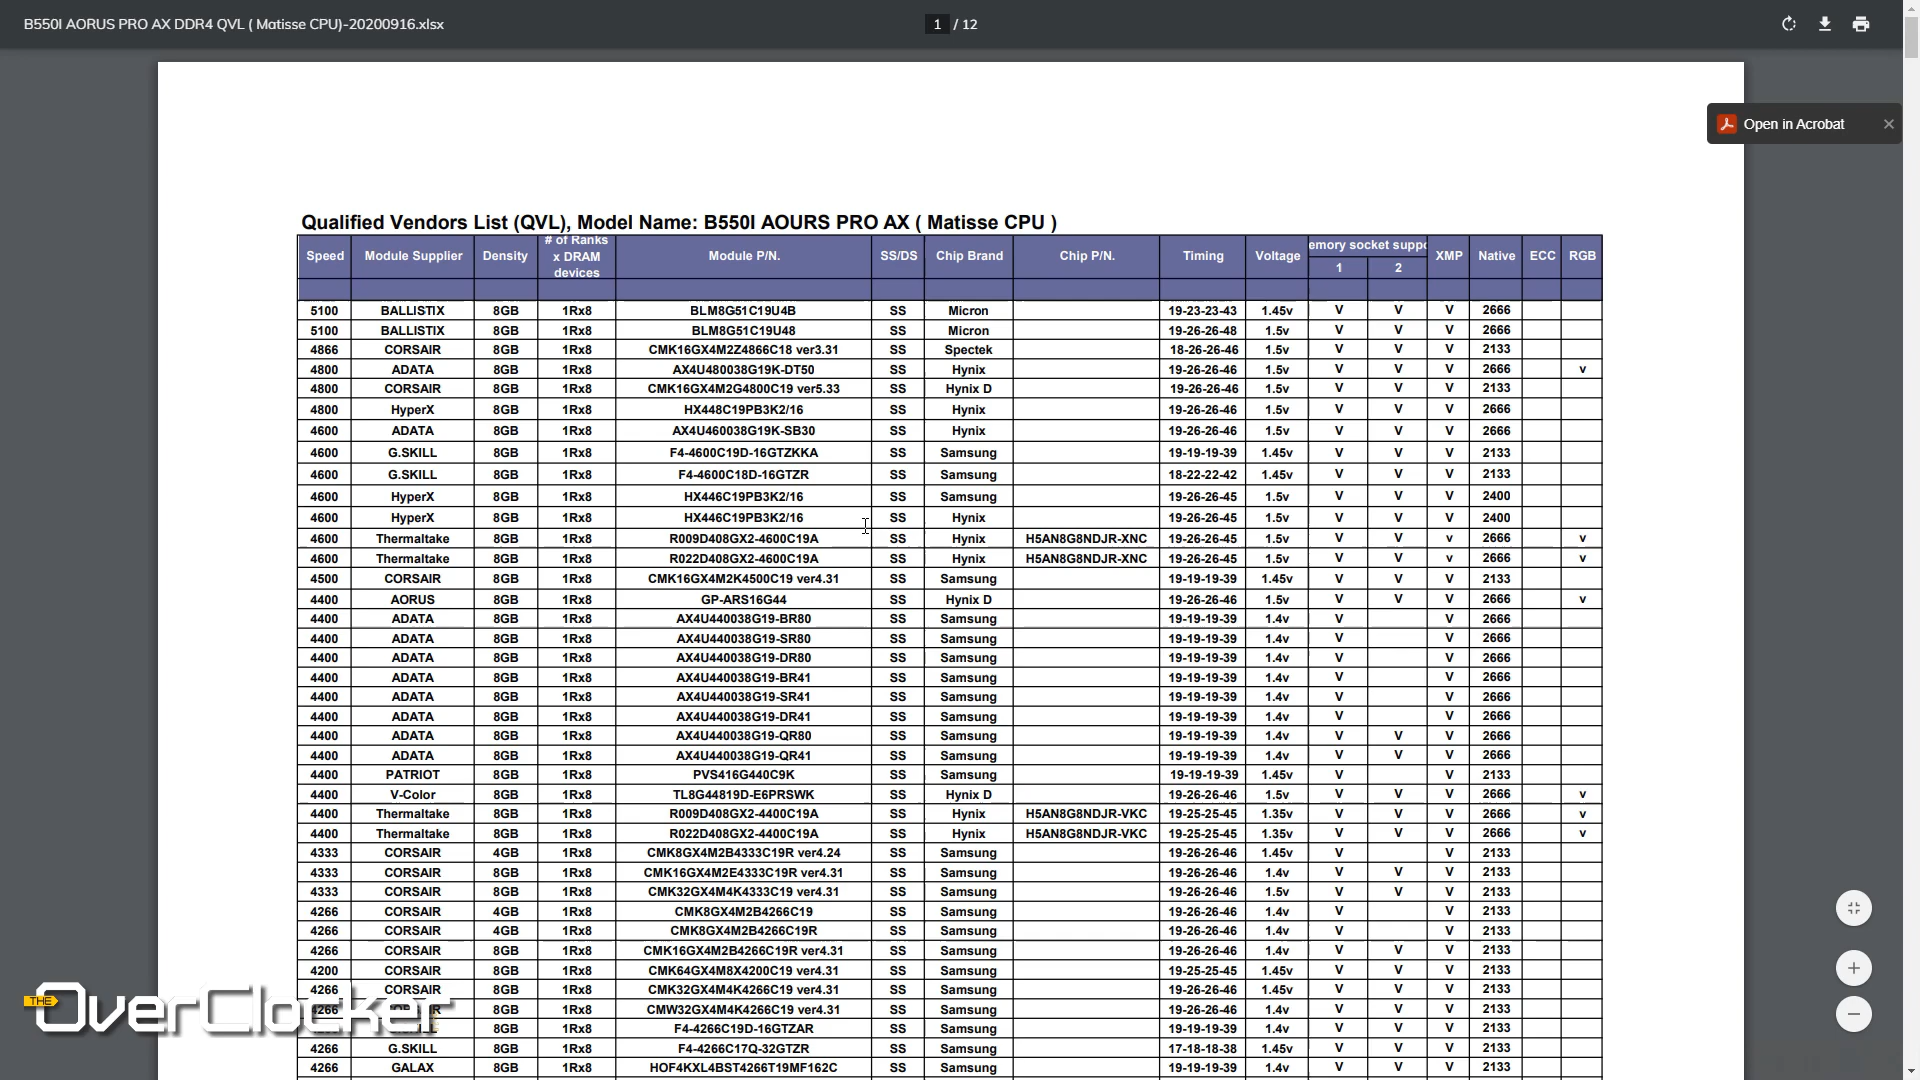 B550I AORUS PRO AX DDR4 QVL ( Matisse CPU)-20200916.xlsx 1 / 12
Open in Acrobat
Qualified Vendors List (QVL), Model Name: B550I AOURS PRO AX ( Matisse CPU )
Speed Module Supplier Density # of Ranks x DRAM devices Module P/N. SS/DS Chip Brand Chip P/N. Timing Voltage emory socket suppo 1 2 XMP Native ECC RGB
5100 BALLISTIX 8GB 1Rx8 BLM8G51C19U4B SS Micron 19-23-23-43 1.45v V V V 2666
5100 BALLISTIX 8GB 1Rx8 BLM8G51C19U48 SS Micron 19-26-26-48 1.5v V V V 2666
4866 CORSAIR 8GB 1Rx8 CMK16GX4M2Z4866C18 ver3.31 SS Spectek 18-26-26-46 1.5v V V V 2133
4800 ADATA 8GB 1Rx8 AX4U480038G19K-DT50 SS Hynix 19-26-26-46 1.5v V V V 2666 v
4800 CORSAIR 8GB 1Rx8 CMK16GX4M2G4800C19 ver5.33 SS Hynix D 19-26-26-46 1.5v V V V 2133
4800 HyperX 8GB 1Rx8 HX448C19PB3K2/16 SS Hynix 19-26-26-46 1.5v V V V 2666
4600 ADATA 8GB 1Rx8 AX4U460038G19K-SB30 SS Hynix 19-26-26-46 1.5v V V V 2666
4600 G.SKILL 8GB 1Rx8 F4-4600C19D-16GTZKKA SS Samsung 19-19-19-39 1.45v V V V 2133
4600 G.SKILL 8GB 1Rx8 F4-4600C18D-16GTZR SS Samsung 18-22-22-42 1.45v V V V 2133
4600 HyperX 8GB 1Rx8 HX446C19PB3K2/16 SS Samsung 19-26-26-45 1.5v V V V 2400
4600 HyperX 8GB 1Rx8 HX446C19PB3K2/16 SS Hynix 19-26-26-45 1.5v V V V 2400
4600 Thermaltake 8GB 1Rx8 R009D408GX2-4600C19A SS Hynix H5AN8G8NDJR-XNC 19-26-26-45 1.5v V V v 2666 v
4600 Thermaltake 8GB 1Rx8 R022D408GX2-4600C19A SS Hynix H5AN8G8NDJR-XNC 19-26-26-45 1.5v V V v 2666 v
4500 CORSAIR 8GB 1Rx8 CMK16GX4M2K4500C19 ver4.31 SS Samsung 19-19-19-39 1.45v V V V 2133
4400 AORUS 8GB 1Rx8 GP-ARS16G44 SS Hynix D 19-26-26-46 1.5v V V V 2666 v
4400 ADATA 8GB 1Rx8 AX4U440038G19-BR80 SS Samsung 19-19-19-39 1.4v V V 2666
4400 ADATA 8GB 1Rx8 AX4U440038G19-SR80 SS Samsung 19-19-19-39 1.4v V V 2666
4400 ADATA 8GB 1Rx8 AX4U440038G19-DR80 SS Samsung 19-19-19-39 1.4v V V 2666
4400 ADATA 8GB 1Rx8 AX4U440038G19-BR41 SS Samsung 19-19-19-39 1.4v V V 2666
4400 ADATA 8GB 1Rx8 AX4U440038G19-SR41 SS Samsung 19-19-19-39 1.4v V V 2666
4400 ADATA 8GB 1Rx8 AX4U440038G19-DR41 SS Samsung 19-19-19-39 1.4v V V 2666
4400 ADATA 8GB 1Rx8 AX4U440038G19-QR80 SS Samsung 19-19-19-39 1.4v V V V 2666
4400 ADATA 8GB 1Rx8 AX4U440038G19-QR41 SS Samsung 19-19-19-39 1.4v V V V 2666
4400 PATRIOT 8GB 1Rx8 PVS416G440C9K SS Samsung 19-19-19-39 1.45v V V 2133
4400 V-Color 8GB 1Rx8 TL8G44819D-E6PRSWK SS Hynix D 19-26-26-46 1.5v V V V 2666 v
4400 Thermaltake 8GB 1Rx8 R009D408GX2-4400C19A SS Hynix H5AN8G8NDJR-VKC 19-25-25-45 1.35v V V V 2666 v
4400 Thermaltake 8GB 1Rx8 R022D408GX2-4400C19A SS Hynix H5AN8G8NDJR-VKC 19-25-25-45 1.35v V V V 2666 v
4333 CORSAIR 4GB 1Rx8 CMK8GX4M2B4333C19R ver4.24 SS Samsung 19-26-26-46 1.45v V V 2133
4333 CORSAIR 8GB 1Rx8 CMK16GX4M2E4333C19R ver4.31 SS Samsung 19-26-26-46 1.4v V V V 2133
4333 CORSAIR 8GB 1Rx8 CMK32GX4M4K4333C19 ver4.31 SS Samsung 19-26-26-46 1.5v V V V 2133
4266 CORSAIR 4GB 1Rx8 CMK8GX4M2B4266C19 SS Samsung 19-26-26-46 1.4v V V 2133
4266 CORSAIR 4GB 1Rx8 CMK8GX4M2B4266C19R SS Samsung 19-26-26-46 1.4v V V 2133
4266 CORSAIR 8GB 1Rx8 CMK16GX4M2B4266C19R ver4.31 SS Samsung 19-26-26-46 1.4v V V V 2133
4200 CORSAIR 8GB 1Rx8 CMK64GX4M8X4200C19 ver4.31 SS Samsung 19-25-25-45 1.45v V V V 2133
4266 CORSAIR 8GB 1Rx8 CMK32GX4M4K4266C19 ver4.31 SS Samsung 19-26-26-46 1.45v V V V 2133
4266 8GB 1Rx8 CMW32GX4M4K4266C19 ver4.31 SS Samsung 19-26-26-46 1.4v V V V 2133
8GB 1Rx8 F4-4266C19D-16GTZAR SS Samsung 19-19-19-39 1.4v V V V 2133
4266 G.SKILL 8GB 1Rx8 F4-4266C17Q-32GTZR SS Samsung 17-18-18-38 1.45v V V V 2133
4266 GALAX 8GB 1Rx8 HOF4KXL4BST4266T19MF162C SS Samsung 19-19-19-39 1.4v V V V 2133
THE OverClocker